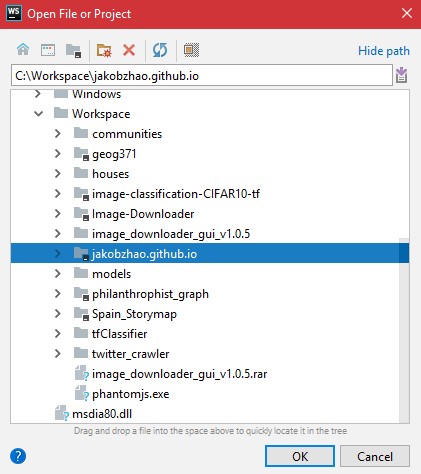 WS Open File or Project
Hide path
C:\Workspace\jakobzhao.github.io
Windows
Workspace
communities
geog371
houses
image-classification-CIFAR10-tf
Image-Downloader
image_downloader_gui_v1.0.5
jakobzhao.github.io
models
philanthrophist_graph
Spain_Storymap
tfClassifier
twitter_crawler
image_downloader_gui_v1.0.5.rar
phantomjs.exe
msdia80.dll
Drag and drop a file into the space above to quickly locate it in the tree
? OK Cancel